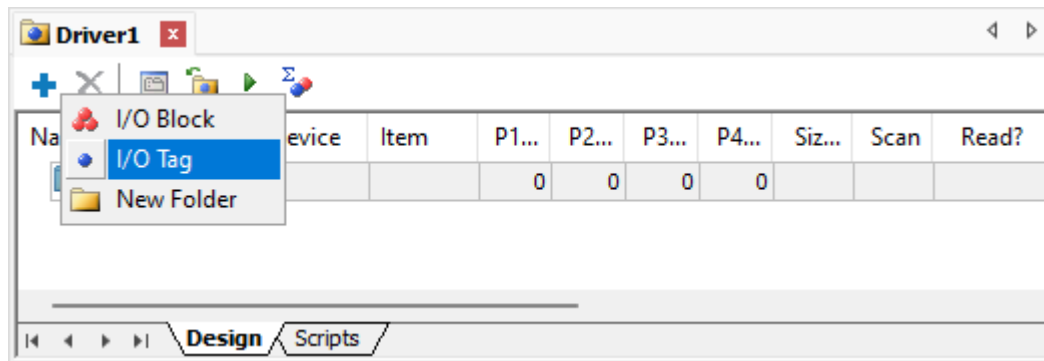 Driver1
I/O Block
I/O Tag
New Folder
Na evice Item P1... P2... P3... P4... Siz... Scan Read?
0 0 0 0
Design Scripts